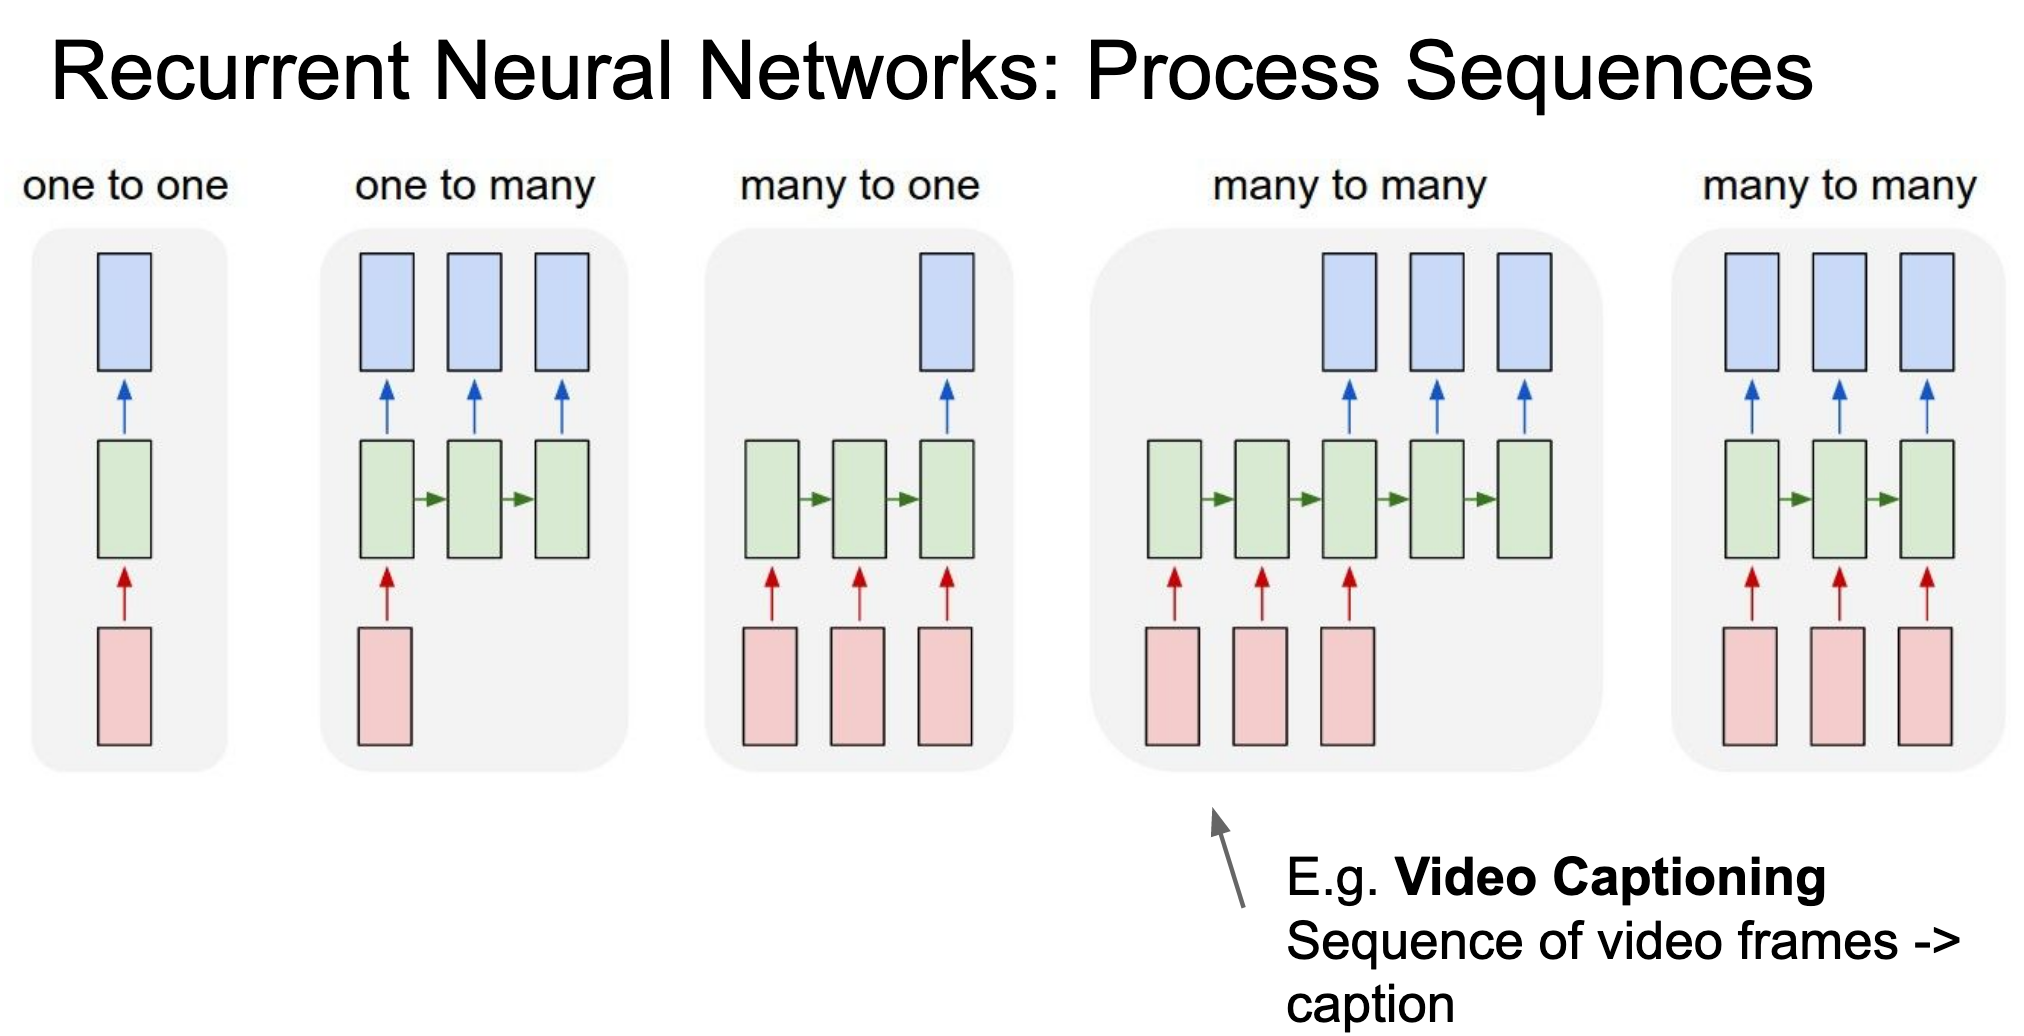 Recurrent Neural Networks: Process Sequences
one to one
one to many
many to one
many to many
many to many
E.g. Video Captioning
Sequence of video frames ->
caption